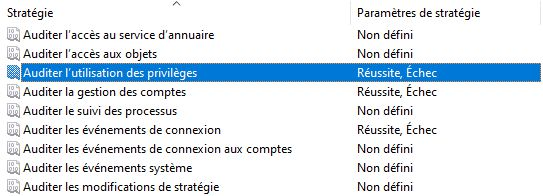 Stratégie Paramètres de stratégie
Auditer l’accès au service d’annuaire Non défini
Auditer l’accès aux objets Non défini
Auditer l’utilisation des privilèges Réussite, Échec
Auditer la gestion des comptes Réussite, Échec
Auditer le suivi des processus Non défini
Auditer les événements de connexion Réussite, Échec
Auditer les événements de connexion aux comptes Non défini
Auditer les événements système Non défini
Auditer les modifications de stratégie Non défini